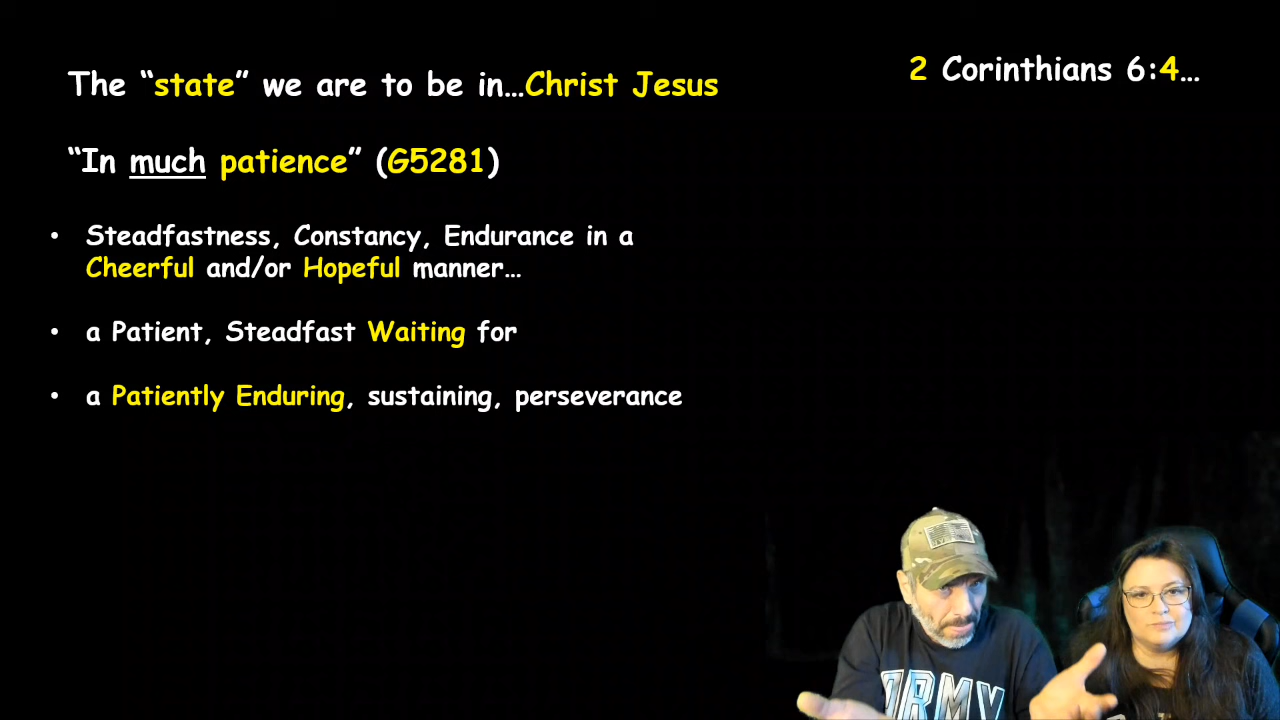 The “state” we are to be in…Christ Jesus
2 Corinthians 6:4…
“In much patience” (G5281)
• Steadfastness, Constancy, Endurance in a
Cheerful and/or Hopeful manner…
• a Patient, Steadfast Waiting for
• a Patiently Enduring, sustaining, perseverance
ARMY